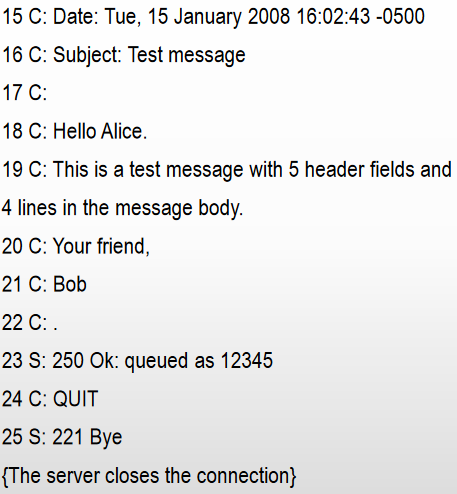 15 C: Date: Tue, 15 January 2008 16:02:43 -0500
16 C: Subject: Test message
17 C:
18 C: Hello Alice.
19 C: This is a test message with 5 header fields and
4 lines in the message body.
20 C: Your friend,
21 C: Bob
22 C: .
23 S: 250 Ok: queued as 12345
24 C: QUIT
25 S: 221 Bye
{The server closes the connection}